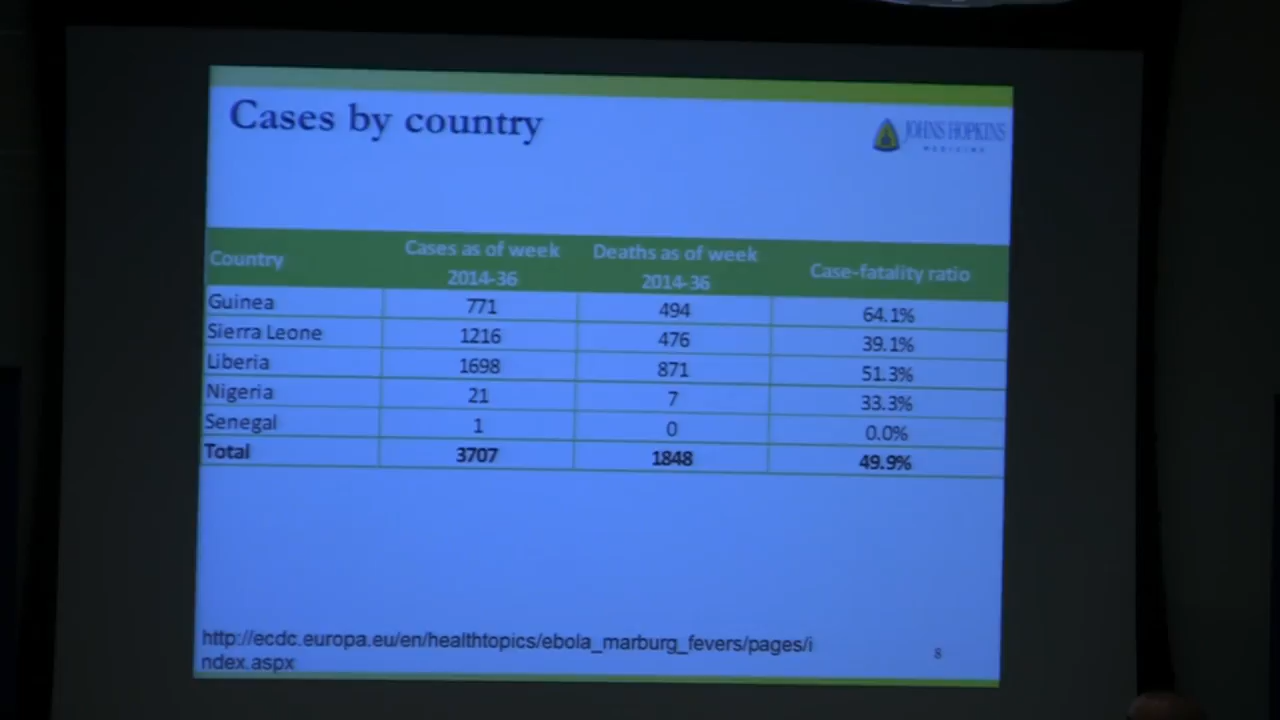 Cases by country
JOHNS HOPKINS
MEDICINE
Country Cases as of week 2014-36 Deaths as of week 2014-36 Case-fatality ratio
Guinea 771 494 64.1%
Sierra Leone 1216 476 39.1%
Liberia 1698 871 51.3%
Nigeria 21 7 33.3%
Senegal 1 0 0.0%
Total 3707 1848 49.9%
http://ecdc.europa.eu/en/healthtopics/ebola_marburg_fevers/pages/i
ndex.aspx
8